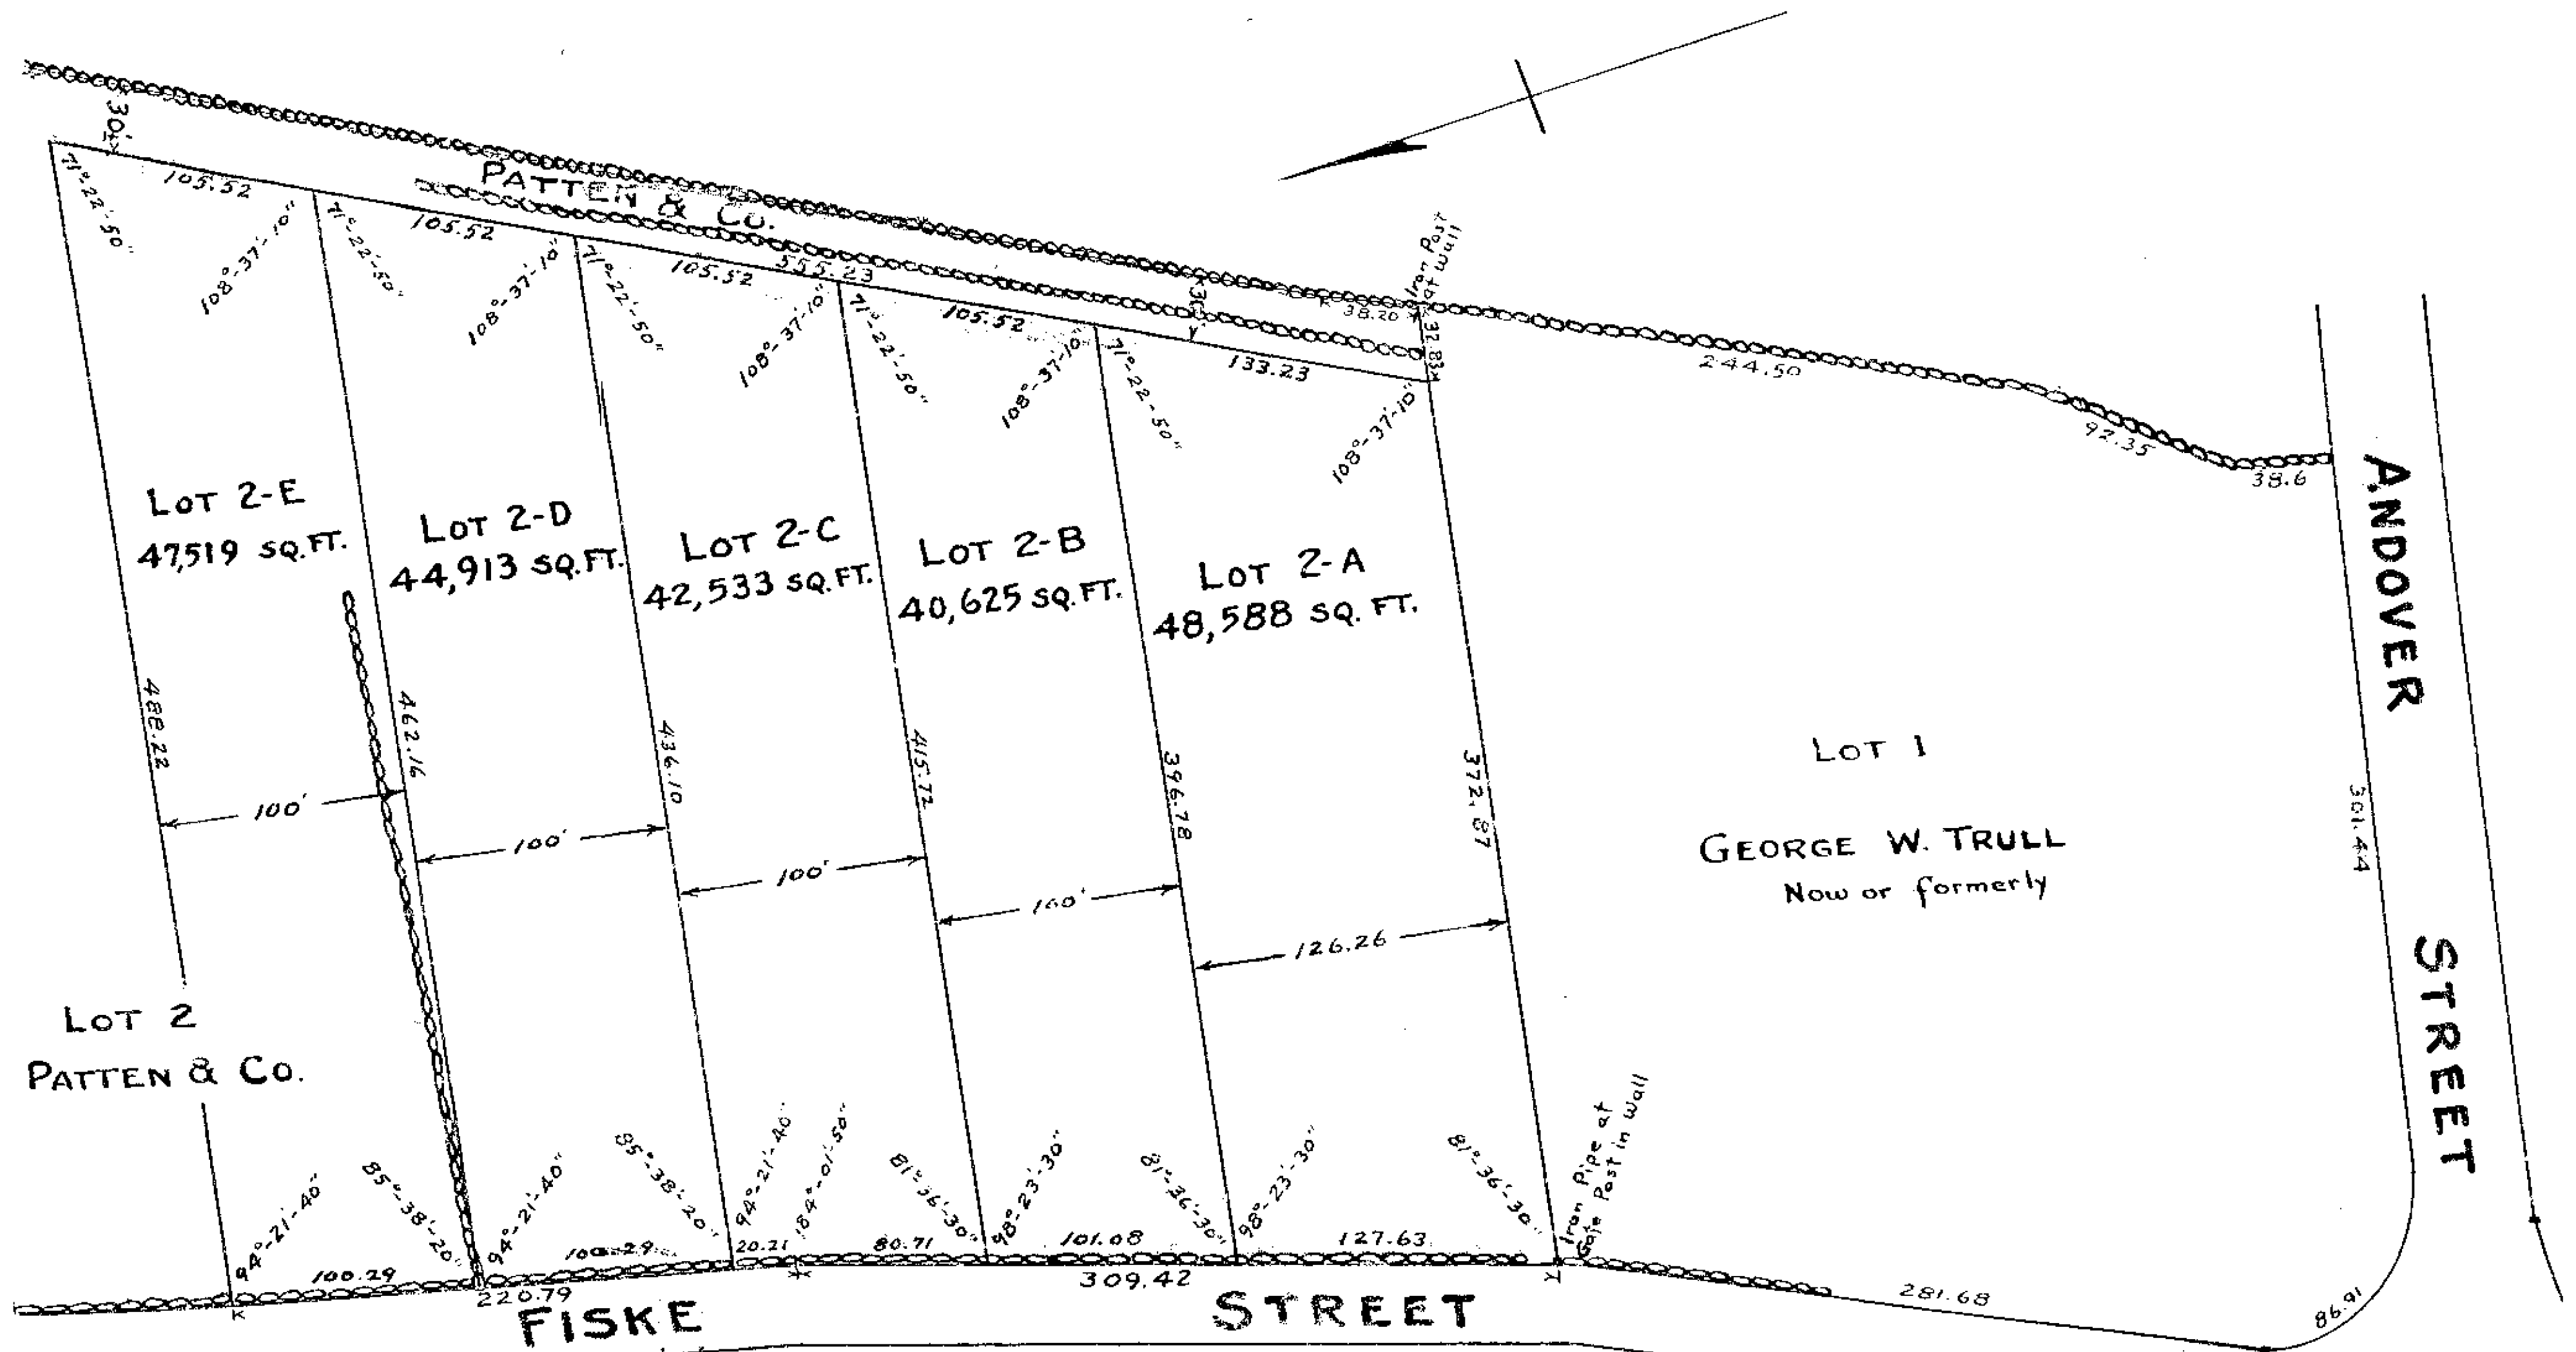 30'
PATTEN & CO.
105.52
105.52
105.52
105.52
133.23
555.23
30'
38.20
Iron Post
at wall
32.83
244.50
92.35
38.6
71°-22'-50"
108°-37'-10"
71°-22'-50"
108°-37'-10"
71°-22'-50"
108°-37'-10"
71°-22'-50"
108°-37'-10"
71°-22'-50"
108°-37'-10"
LOT 2-E
47,519 SQ. FT.
LOT 2-D
44,913 SQ. FT.
LOT 2-C
42,533 SQ. FT.
LOT 2-B
40,625 SQ. FT.
LOT 2-A
48,588 SQ. FT.
488.22
462.16
436.10
415.72
396.78
372.87
100'
100'
100'
100'
126.26
LOT 1
GEORGE W. TRULL
Now or formerly
ANDOVER STREET
301.44
LOT 2
PATTEN & CO.
94°-21'-40"
85°-38'-20"
94°-21'-40"
85°-38'-20"
94°-21'-40"
184°-01'-50"
81°-36'-30"
98°-23'-30"
81°-36'-30"
98°-23'-30"
81°-36'-30"
Iron Pipe at
Gate Post in wall
100.29
100.29
20.21
80.71
101.08
127.63
220.79
309.42
281.68
86.91
FISKE STREET